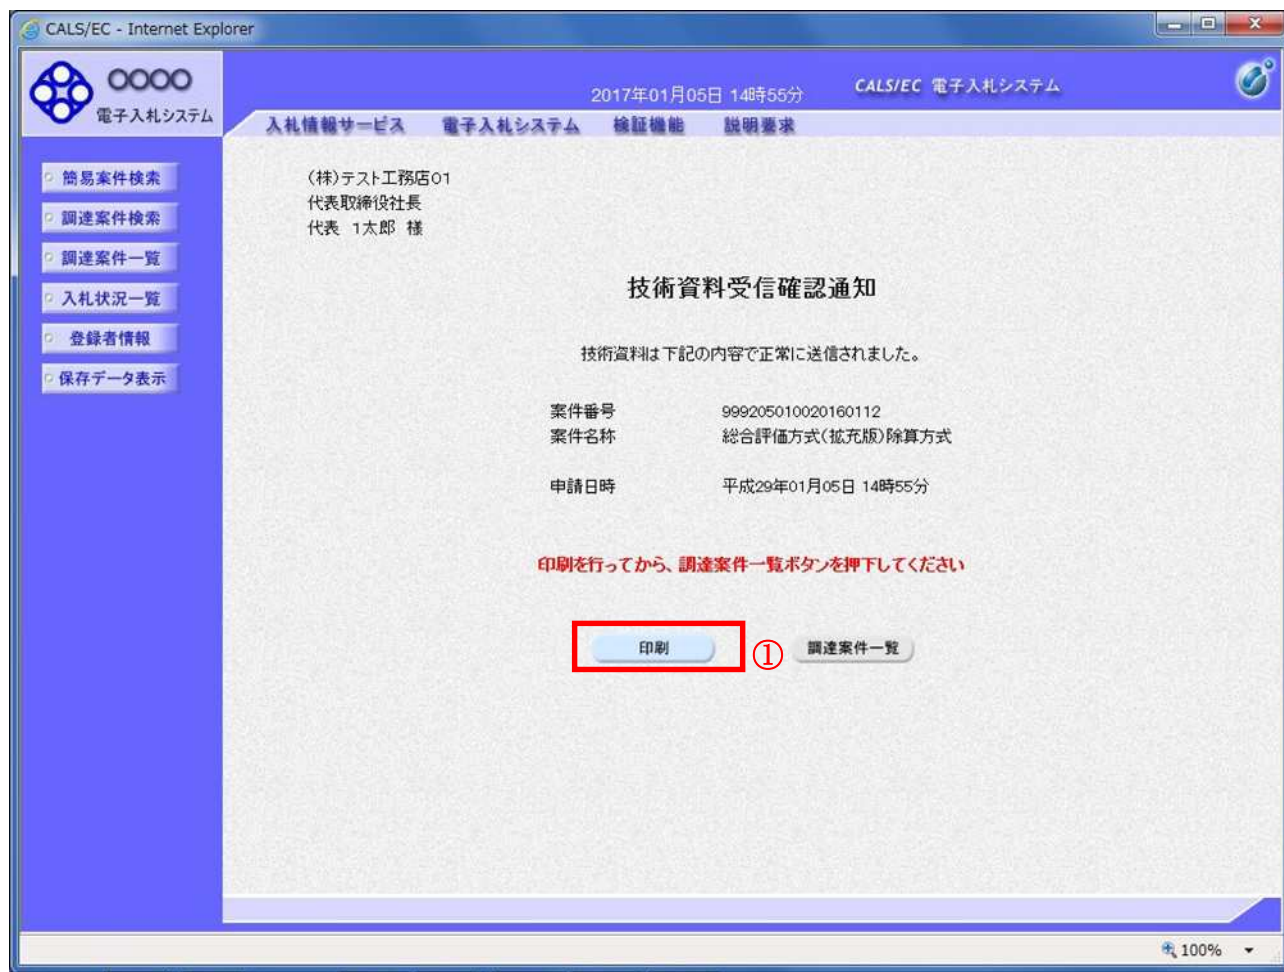 CALS/EC - Internet Explorer
○○○○
電子入札システム
2017年01月05日 14時55分
CALS/EC 電子入札システム
入札情報サービス 電子入札システム 検証機能 説明要求
簡易案件検索
調達案件検索
調達案件一覧
入札状況一覧
登録者情報
保存データ表示
(株)テスト工務店01
代表取締役社長
代表 1太郎 様
技術資料受信確認通知
技術資料は下記の内容で正常に送信されました。
案件番号 999205010020160112
案件名称 総合評価方式(拡充版)除算方式
申請日時 平成29年01月05日 14時55分
印刷を行ってから、調達案件一覧ボタンを押下してください
印刷 ① 調達案件一覧
100%